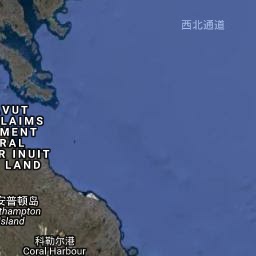 西北通道
VUT
LAIMS
MENT
RAL
R INUIT
LAND
安普顿岛
thampton
Island
科勒尔港
Coral Harbour